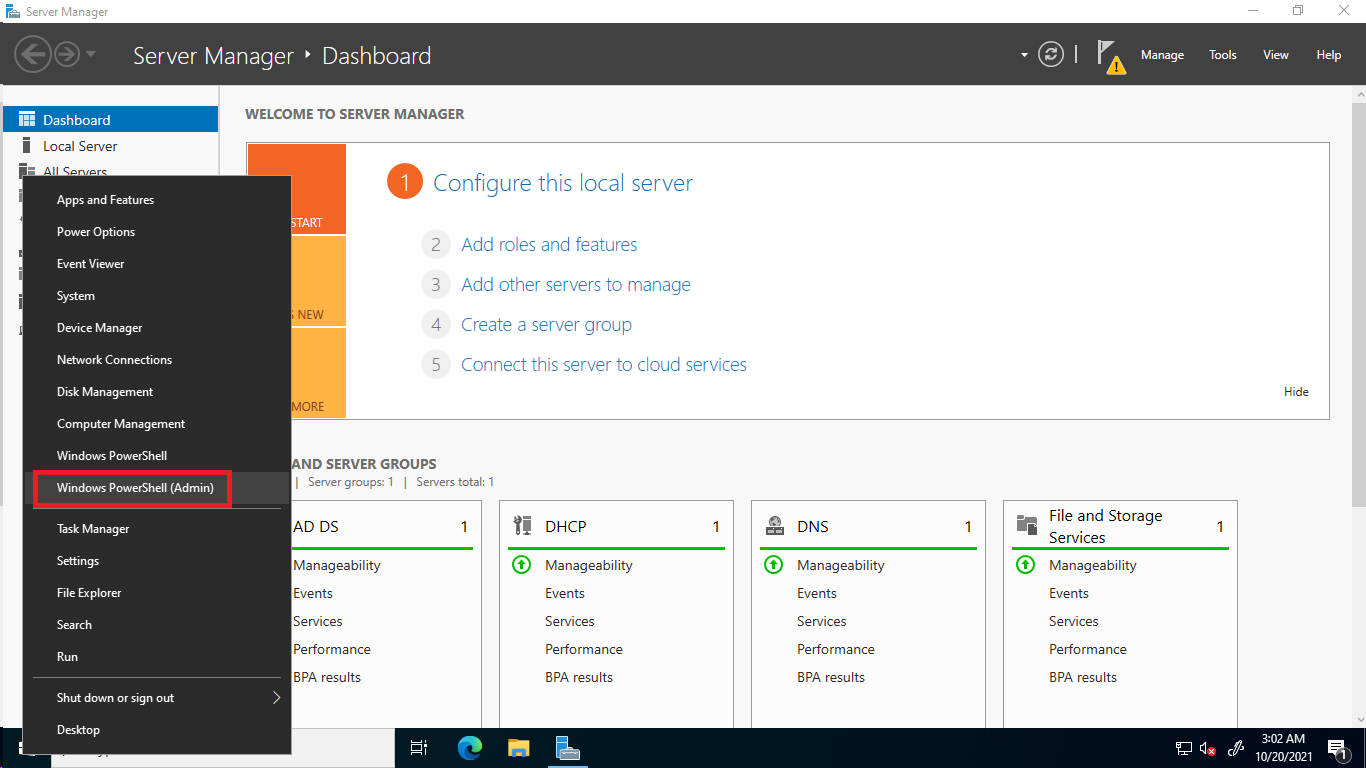 Server Manager
Server Manager ‣ Dashboard
Manage
Tools
View
Help
Dashboard
Local Server
All Servers
WELCOME TO SERVER MANAGER
START
NEW
MORE
1 Configure this local server
2 Add roles and features
3 Add other servers to manage
4 Create a server group
5 Connect this server to cloud services
Hide
Apps and Features
Power Options
Event Viewer
System
Device Manager
Network Connections
Disk Management
Computer Management
Windows PowerShell
Windows PowerShell (Admin)
Task Manager
Settings
File Explorer
Search
Run
Shut down or sign out
Desktop
AND SERVER GROUPS
| Server groups: 1 | Servers total: 1
AD DS 1
Manageability
Events
Services
Performance
BPA results
DHCP 1
Manageability
Events
Services
Performance
BPA results
DNS 1
Manageability
Events
Services
Performance
BPA results
File and Storage
Services 1
Manageability
Events
Services
Performance
BPA results
3:02 AM
10/20/2021
1